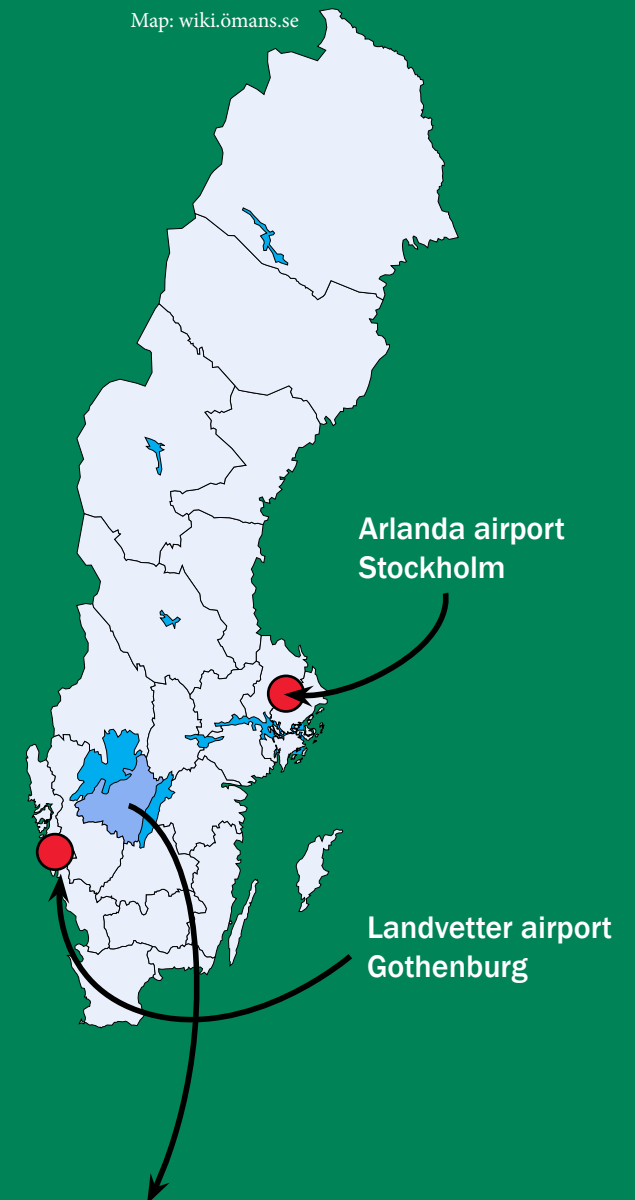 Map: wiki.ömans.se
Arlanda airport
Stockholm
Landvetter airport
Gothenburg